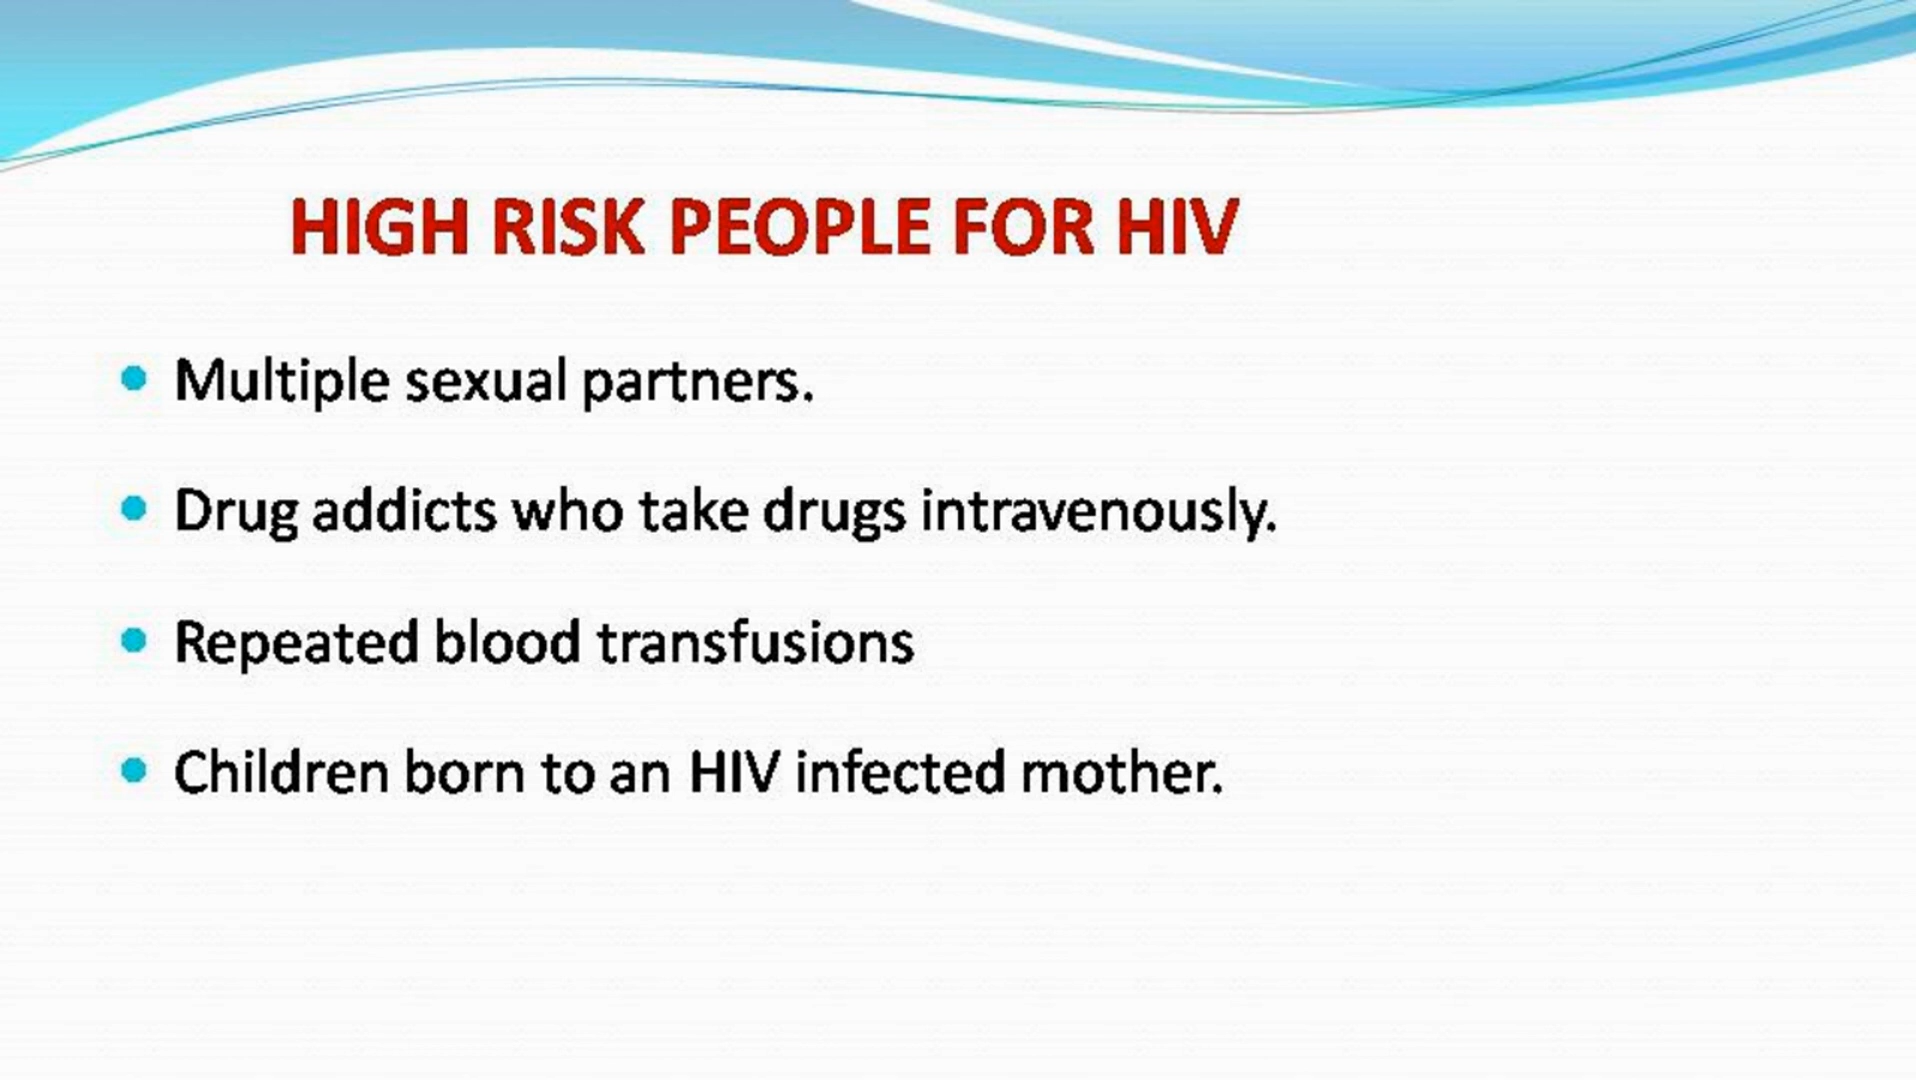 HIGH RISK PEOPLE FOR HIV
Multiple sexual partners.
Drug addicts who take drugs intravenously.
Repeated blood transfusions
Children born to an HIV infected mother.